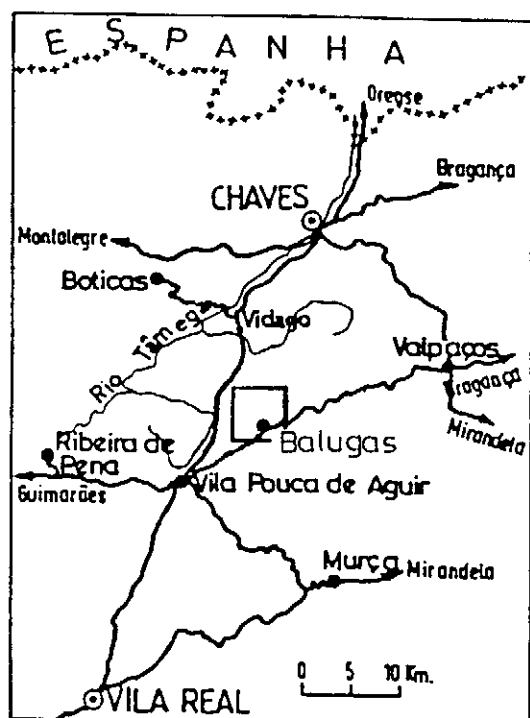 ESPANHA
Orense
Bragança
CHAVES
Montalegre
Boticas
Vidago
Rio Tâmega
Valpaços
Bragança
Mirandela
Balugas
Ribeira de
Pena
Guimarães
Vila Pouca de Aguir
Murça
Mirandela
0 5 10 Km.
VILA REAL